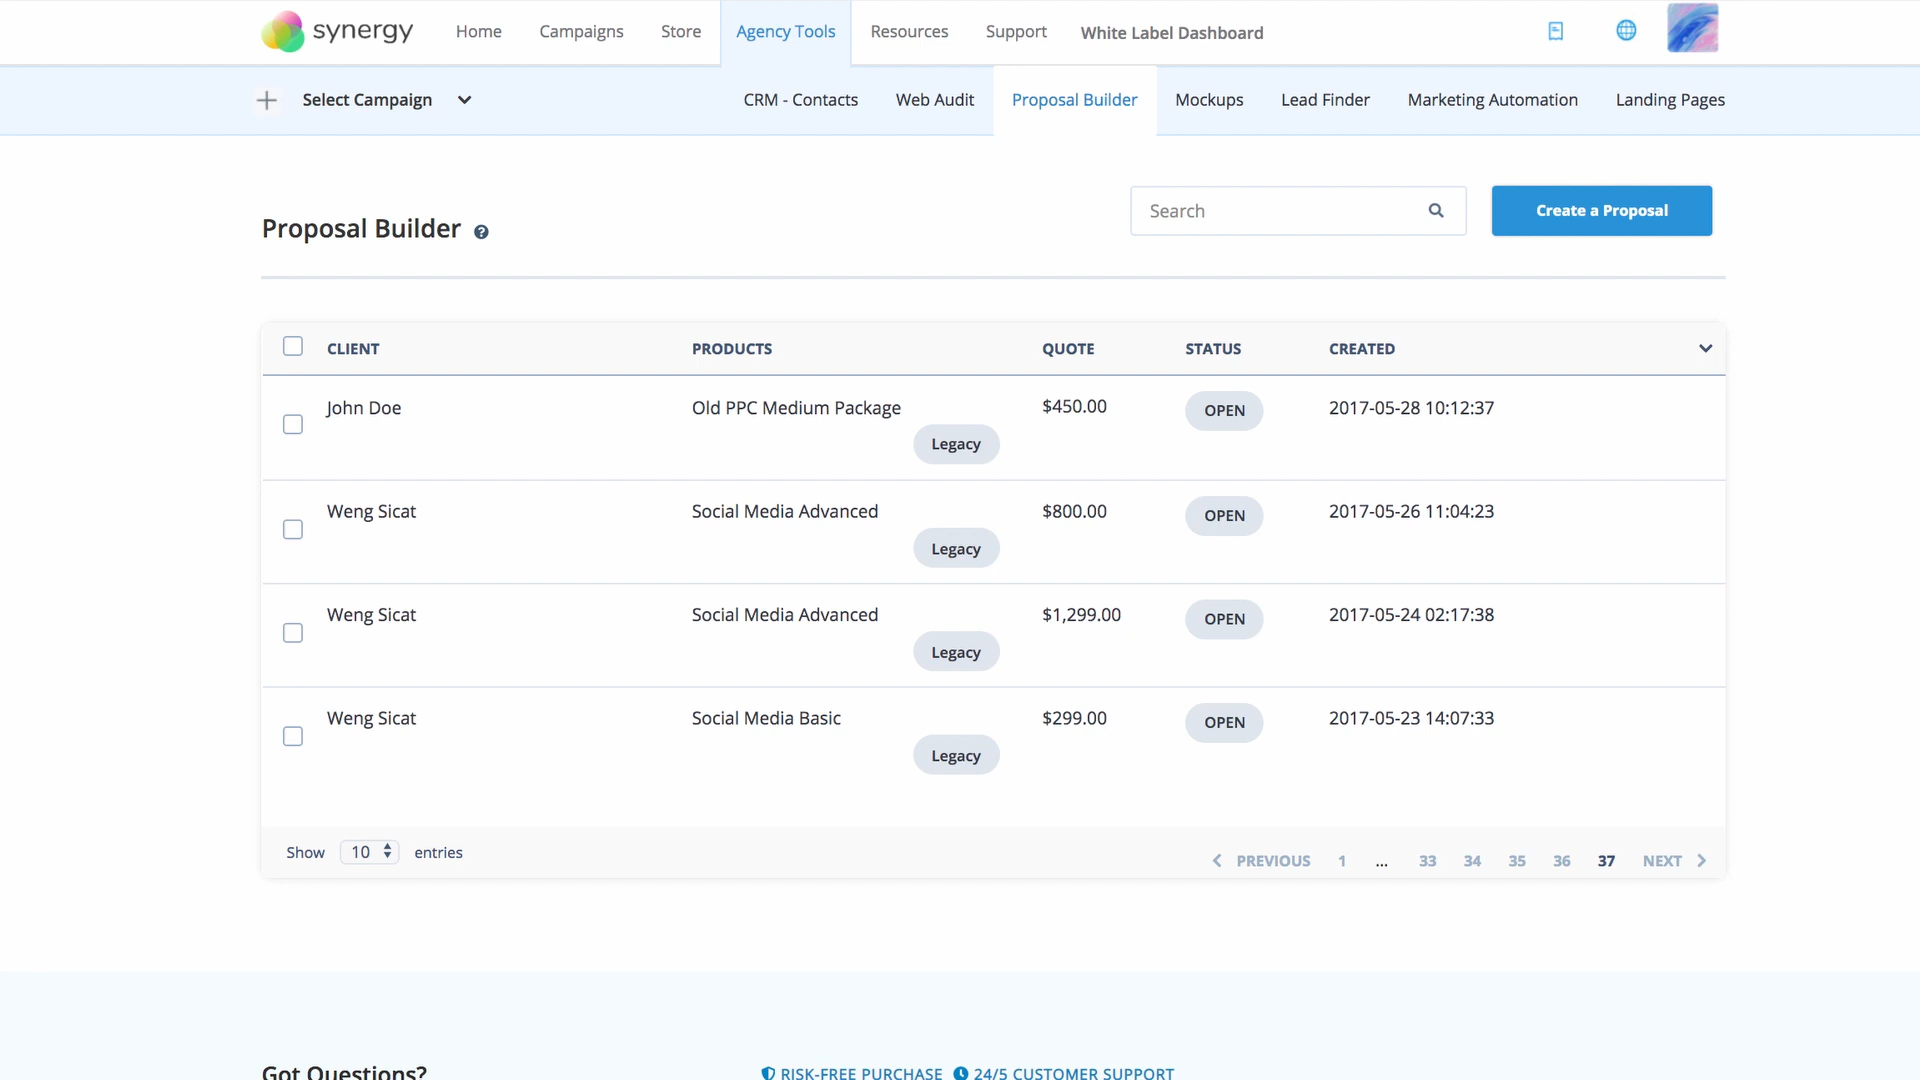 synergy
Home Campaigns Store Agency Tools Resources Support White Label Dashboard
Select Campaign
CRM - Contacts Web Audit Proposal Builder Mockups Lead Finder Marketing Automation Landing Pages
Proposal Builder
Search
Create a Proposal
CLIENT PRODUCTS QUOTE STATUS CREATED
John Doe Old PPC Medium Package $450.00 OPEN 2017-05-28 10:12:37
Legacy
Weng Sicat Social Media Advanced $800.00 OPEN 2017-05-26 11:04:23
Legacy
Weng Sicat Social Media Advanced $1,299.00 OPEN 2017-05-24 02:17:38
Legacy
Weng Sicat Social Media Basic $299.00 OPEN 2017-05-23 14:07:33
Legacy
Show 10 entries
PREVIOUS 1 ... 33 34 35 36 37 NEXT
Got Questions?
RISK-FREE PURCHASE 24/5 CUSTOMER SUPPORT